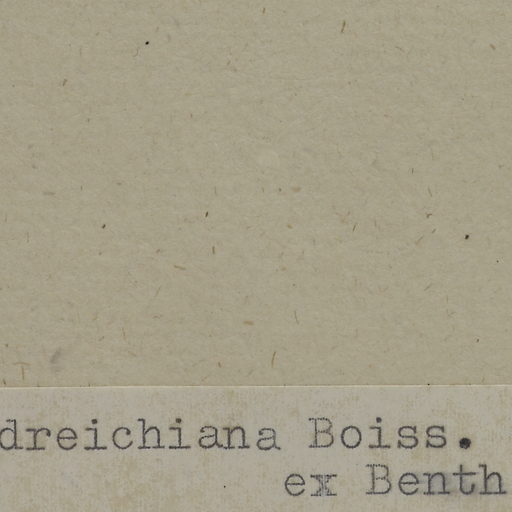 dreichiana Boiss.
ex Benth